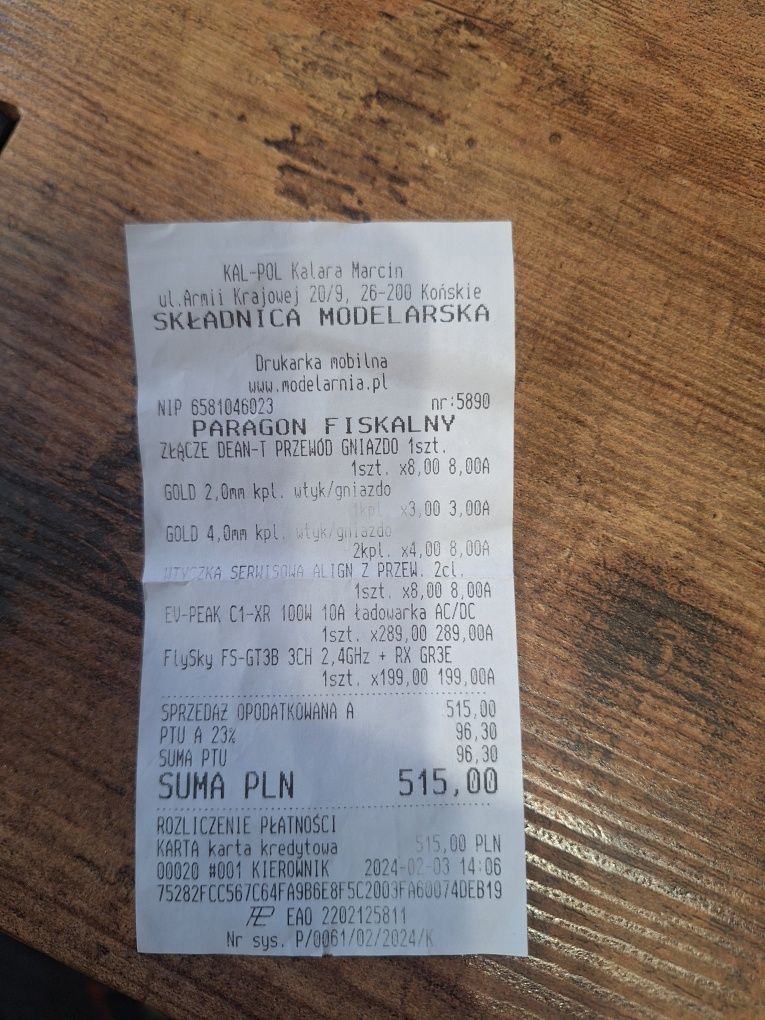 KAL-POL Kalara Marcin
ul.Armii Krajowej 20/9, 26-200 Końskie
SKŁADNICA MODELARSKA
Drukarka mobilna
www.modelarnia.pl
NIP 6581046023 nr:5890
PARAGON FISKALNY
ZŁĄCZE DEAN-T PRZEWÓD GNIAZDO 1szt.
1szt. x8,00 8,00A
GOLD 2,0mm kpl. wtyk/gniazdo
1kpl. x3,00 3,00A
GOLD 4,0mm kpl. wtyk/gniazdo
2kpl. x4,00 8,00A
WTYCZKA SERWISOWA ALIGN Z PRZEW. 2cl.
1szt. x8,00 8,00A
EV-PEAK C1-XR 100W 10A ładowarka AC/DC
1szt. x289,00 289,00A
FlySky FS-GT3B 3CH 2,4GHz + RX GR3E
1szt. x199,00 199,00A
SPRZEDAŻ OPODATKOWANA A 515,00
PTU A 23% 96,30
SUMA PTU 96,30
SUMA PLN 515,00
ROZLICZENIE PŁATNOŚCI
KARTA karta kredytowa 515,00 PLN
00020 #001 KIEROWNIK 2024-02-03 14:06
75282FCC567C64FA9B6E8F5C2003FA60074DEB19
EAO 2202125811
Nr sys. P/0061/02/2024/K